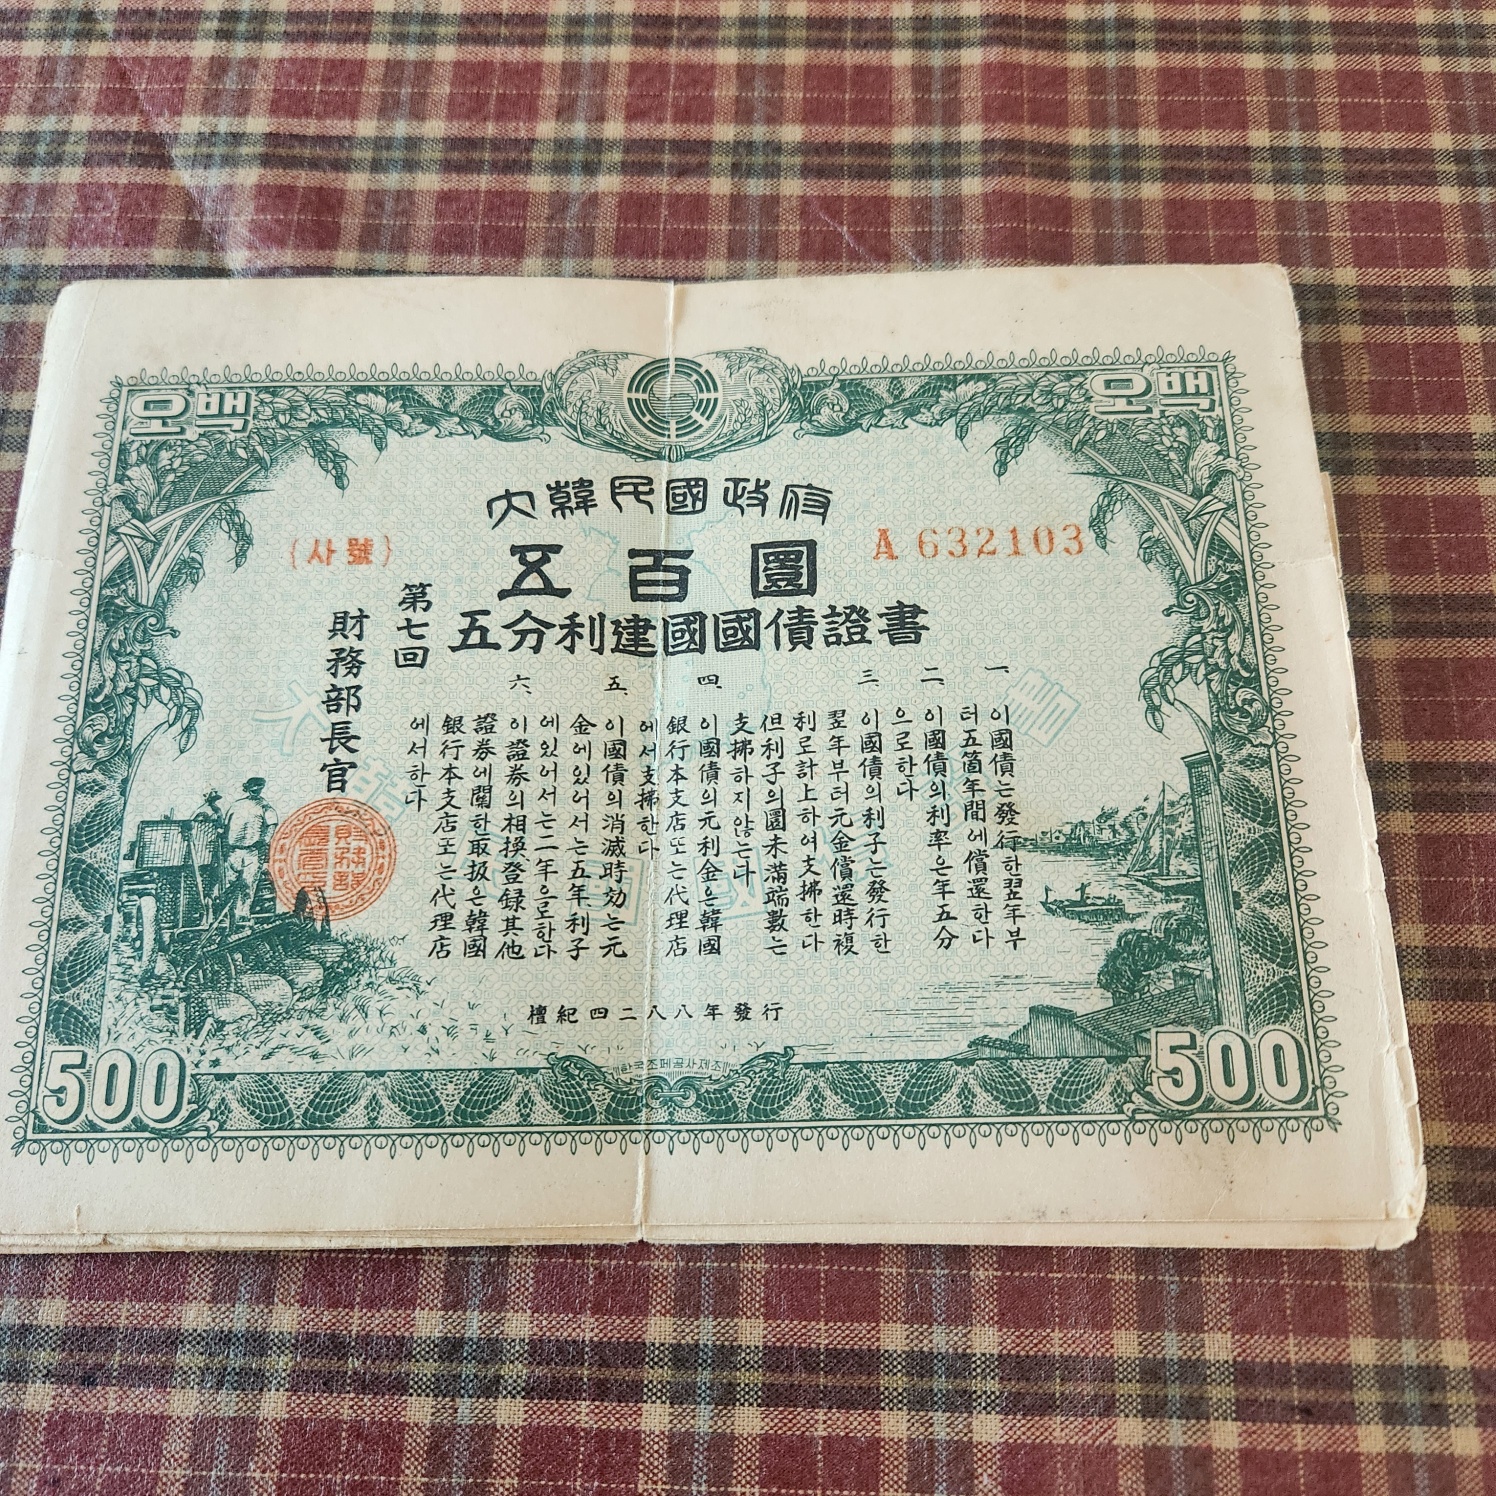 오백
오백
大韓民國政府
(사號)
A 632103
五百圜
五分利建國國債證書
第七回
財務部長官
一、이國債는發行한翌年부
터五箇年間에償還한다
二、이國債의利率은年五分
으로한다
三、이國債의利子는發行한
翌年부터元金償還時複
利로計上하여支拂한다
但利子의圜未滿端數는
支拂하지않는다
四、이國債의元利金은韓國
銀行本支店또는代理店
에서支拂한다
五、이國債의消滅時効는元
金에있어서는五年利子
에있어서는二年으로한다
六、이證券의相換登録其他
證券에關한取扱은韓國
銀行本支店또는代理店
에서하다
檀紀四二八八年發行
한국조폐공사제조
500
500